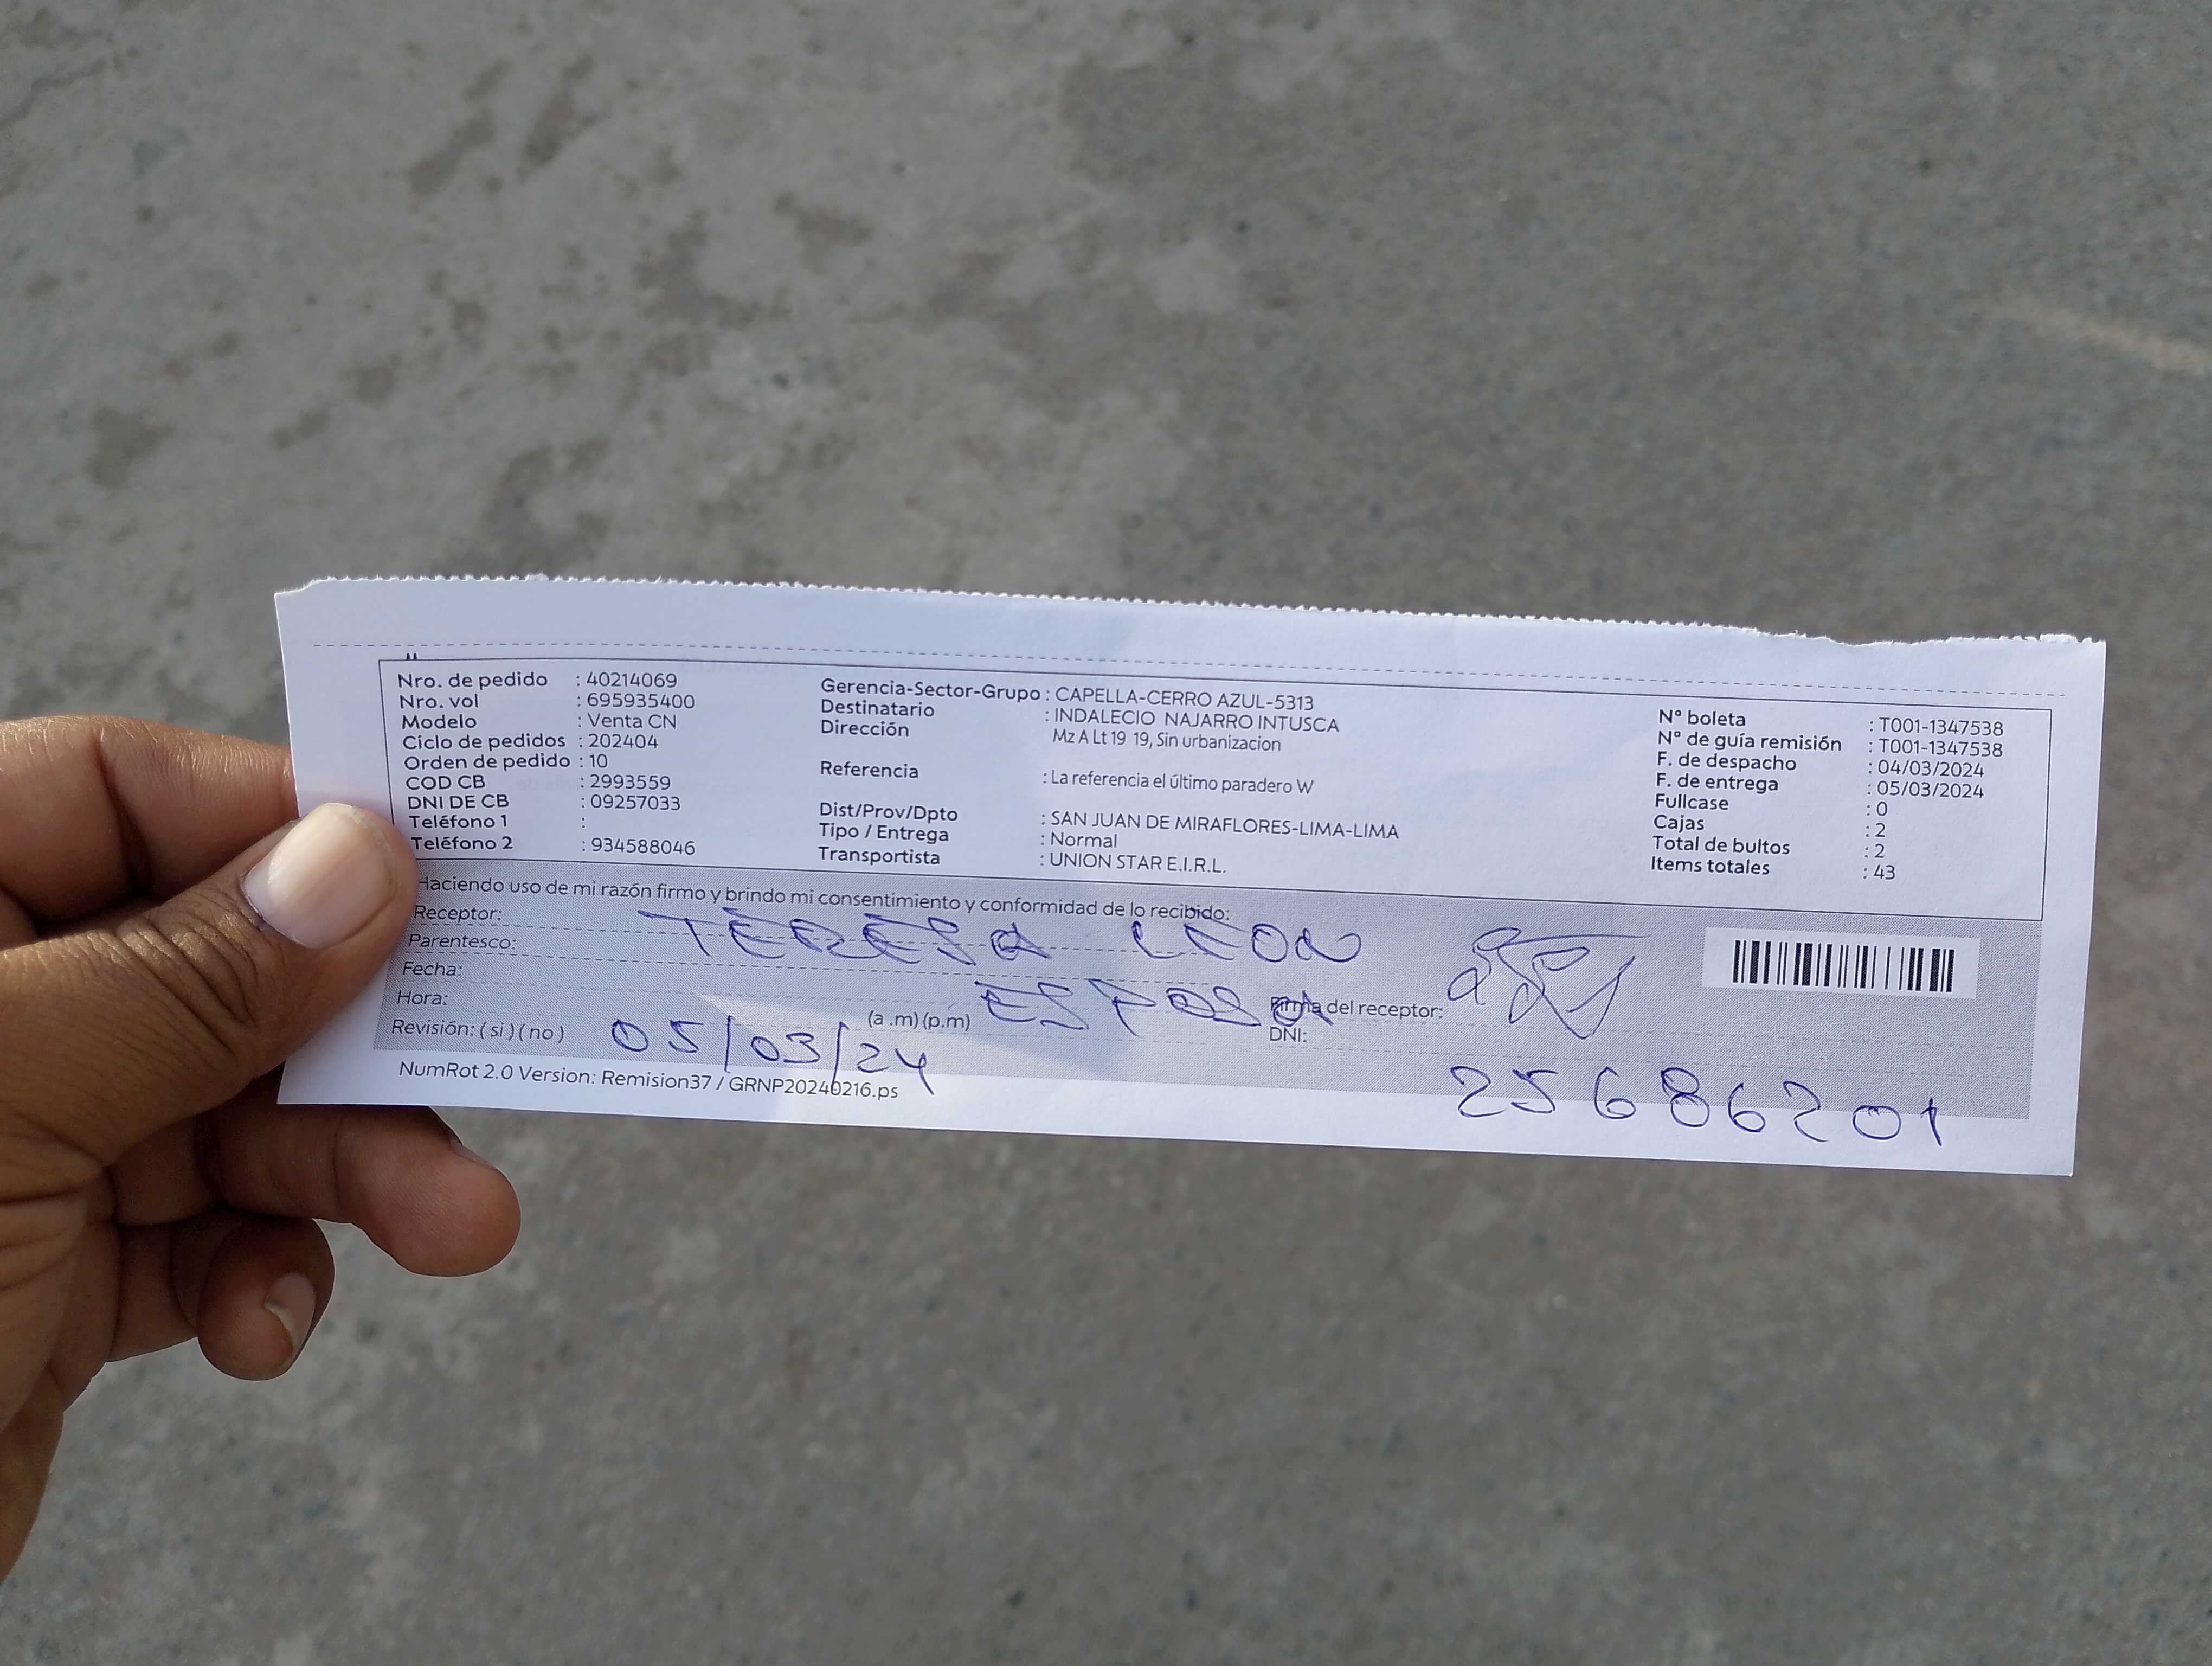 Nro. de pedido : 40214069
Nro. vol : 695935400
Modelo : Venta CN
Ciclo de pedidos : 202404
Orden de pedido : 10
COD CB : 2993559
DNI DE CB : 09257033
Teléfono 1 :
Teléfono 2 : 934588046
Gerencia-Sector-Grupo : CAPELLA-CERRO AZUL-5313
Destinatario : INDALECIO NAJARRO INTUSCA
Dirección Mz A Lt 19 19, Sin urbanizacion
Referencia : La referencia el último paradero W
Dist/Prov/Dpto : SAN JUAN DE MIRAFLORES-LIMA-LIMA
Tipo / Entrega : Normal
Transportista : UNION STAR E.I.R.L.
N° boleta : T001-1347538
N° de guía remisión : T001-1347538
F. de despacho : 04/03/2024
F. de entrega : 05/03/2024
Fullcase : 0
Cajas : 2
Total de bultos : 2
Items totales : 43
Haciendo uso de mi razón firmo y brindo mi consentimiento y conformidad de lo recibido:
Receptor: TERESA LEON
Parentesco: ESPOSA
Fecha: 05/03/24
Hora: (a .m) (p.m)
Revisión: ( si ) ( no )
Firma del receptor:
DNI: 25686201
NumRot 2.0 Version: Remision37 / GRNP20240216.ps